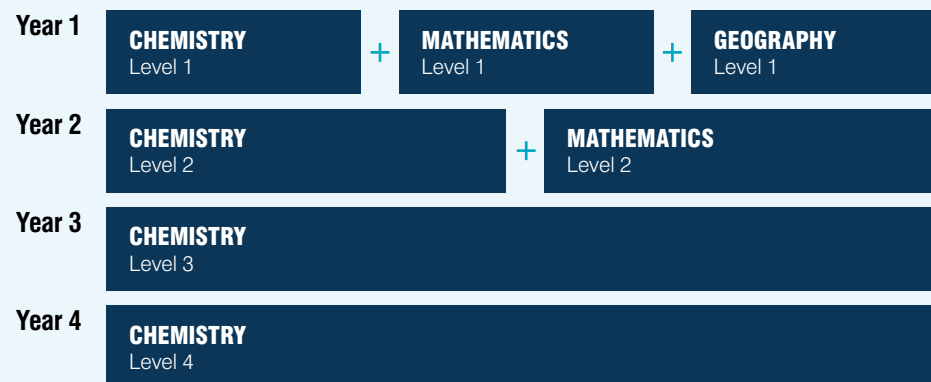 Year 1
CHEMISTRY + MATHEMATICS + GEOGRAPHY
Level 1 Level 1 Level 1
Year 2
CHEMISTRY + MATHEMATICS
Level 2 Level 2
Year 3
CHEMISTRY
Level 3
Year 4
CHEMISTRY
Level 4